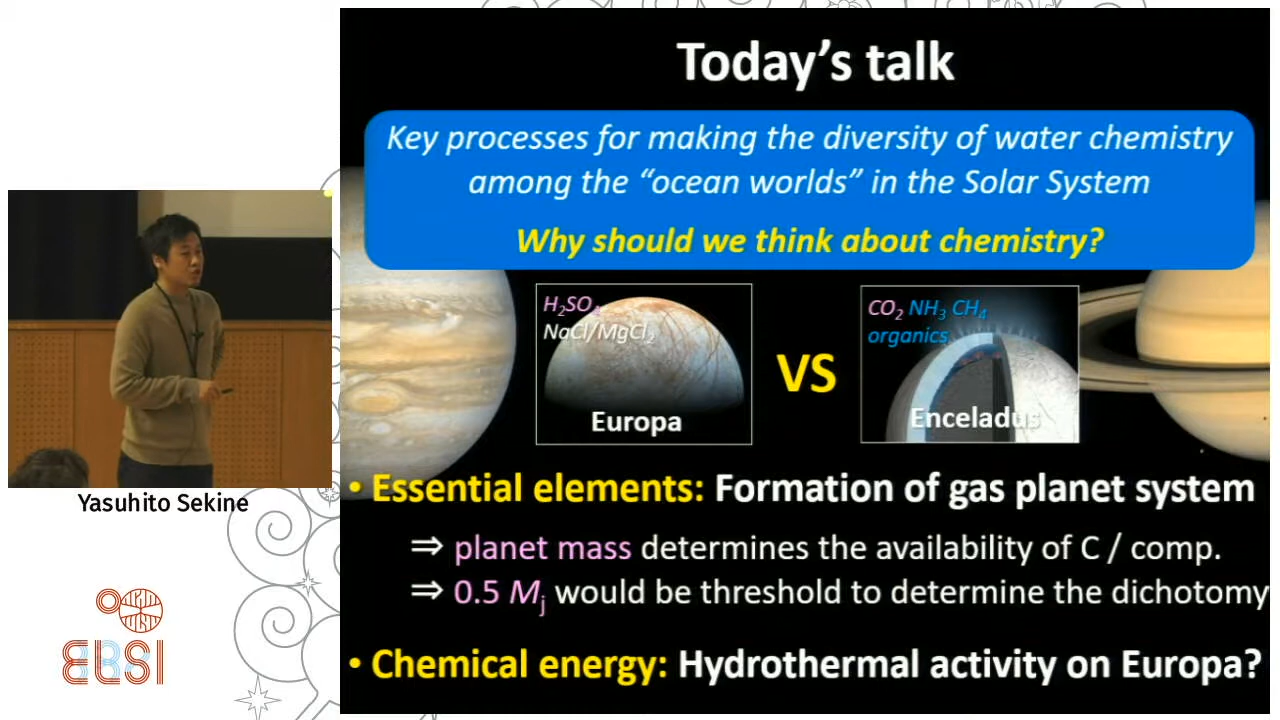 Today's talk
Key processes for making the diversity of water chemistry
among the “ocean worlds” in the Solar System
Why should we think about chemistry?
H₂SO₄
NaCl/MgCl₂
Europa
VS
CO₂ NH₃ CH₄
organics
Enceladus
• Essential elements: Formation of gas planet system
⇒ planet mass determines the availability of C / comp.
⇒ 0.5 Mj would be threshold to determine the dichotomy
• Chemical energy: Hydrothermal activity on Europa?
Yasuhito Sekine
ELSI